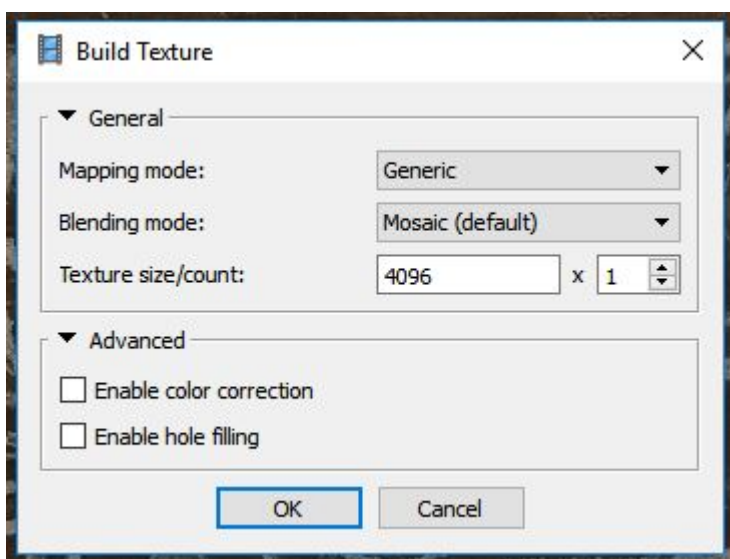 Build Texture
General
Mapping mode: Generic
Blending mode: Mosaic (default)
Texture size/count: 4096 x 1
Advanced
Enable color correction
Enable hole filling
OK Cancel